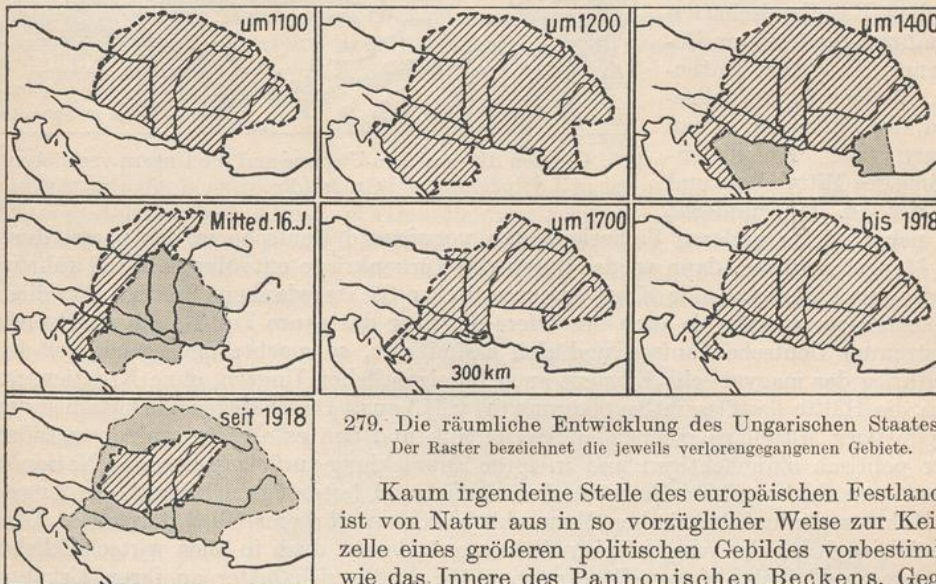 um 1100
um 1200
um 1400
Mitte d. 16. J.
um 1700
bis 1918
300 km
seit 1918
279. Die räumliche Entwicklung des Ungarischen Staates
Der Raster bezeichnet die jeweils verlorengegangenen Gebiete.
Kaum irgendeine Stelle des europäischen Festland
ist von Natur aus in so vorzüglicher Weise zur Kei
zelle eines größeren politischen Gebildes vorbestim
wie das Innere des Pannonischen Beckens. Geg